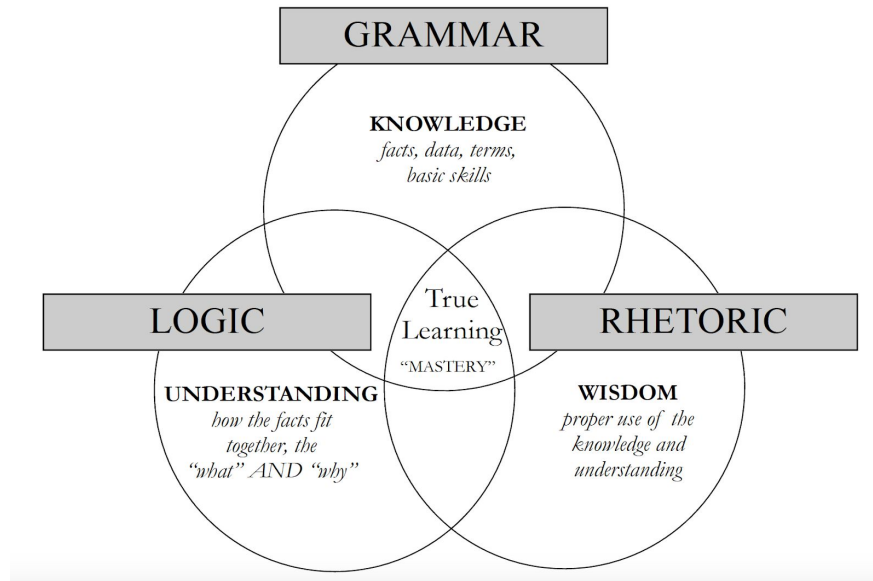 GRAMMAR
KNOWLEDGE
facts, data, terms,
basic skills
LOGIC
True
Learning
“MASTERY”
RHETORIC
UNDERSTANDING
how the facts fit
together, the
“what” AND “why”
WISDOM
proper use of the
knowledge and
understanding